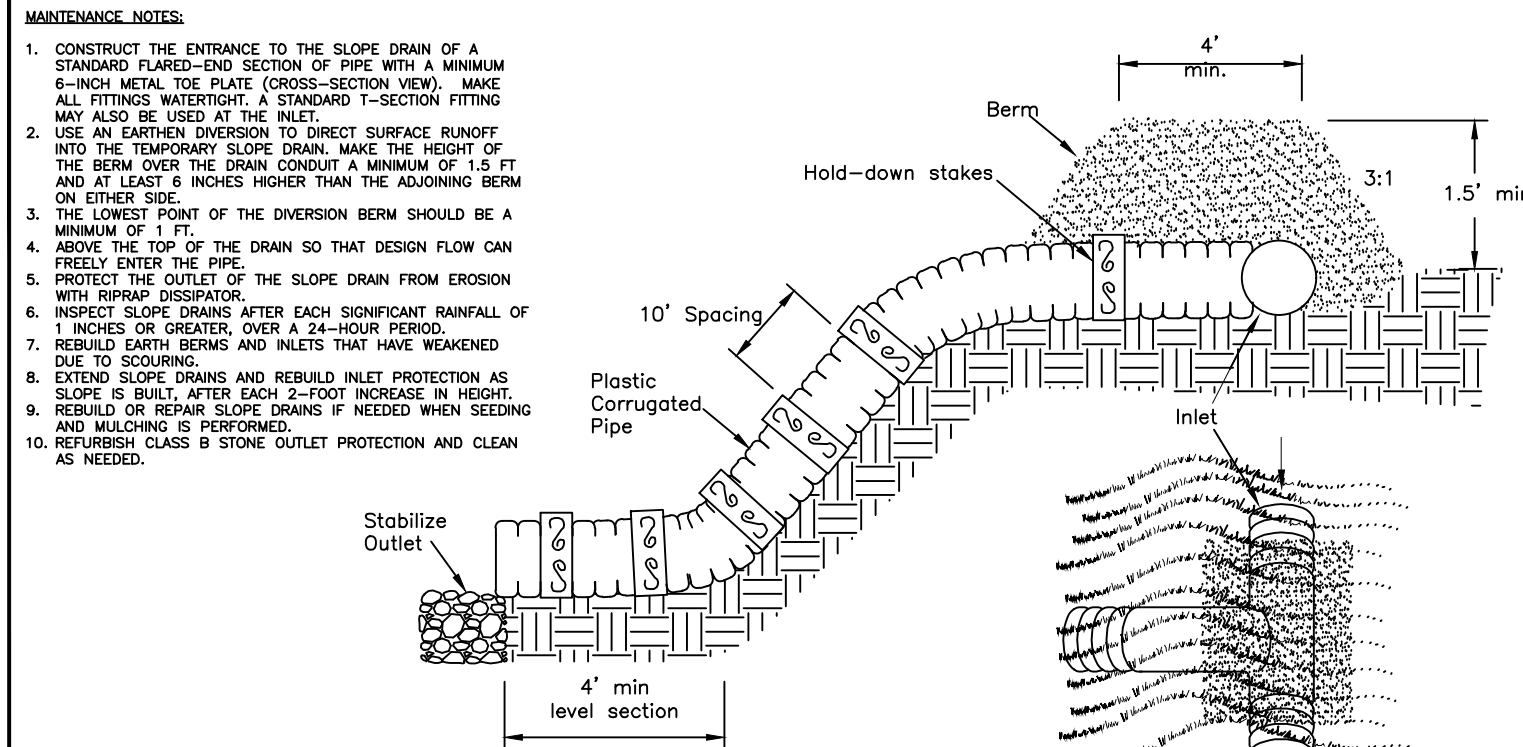 MAINTENANCE NOTES:
1. CONSTRUCT THE ENTRANCE TO THE SLOPE DRAIN OF A
STANDARD FLARED-END SECTION OF PIPE WITH A MINIMUM
6-INCH METAL TOE PLATE (CROSS-SECTION VIEW). MAKE
ALL FITTINGS WATERTIGHT. A STANDARD T-SECTION FITTING
MAY ALSO BE USED AT THE INLET.
2. USE AN EARTHEN DIVERSION TO DIRECT SURFACE RUNOFF
INTO THE TEMPORARY SLOPE DRAIN. MAKE THE HEIGHT OF
THE BERM OVER THE DRAIN CONDUIT A MINIMUM OF 1.5 FT
AND AT LEAST 6 INCHES HIGHER THAN THE ADJOINING BERM
ON EITHER SIDE.
3. THE LOWEST POINT OF THE DIVERSION BERM SHOULD BE A
MINIMUM OF 1 FT.
4. ABOVE THE TOP OF THE DRAIN SO THAT DESIGN FLOW CAN
FREELY ENTER THE PIPE.
5. PROTECT THE OUTLET OF THE SLOPE DRAIN FROM EROSION
WITH RIPRAP DISSIPATOR.
6. INSPECT SLOPE DRAINS AFTER EACH SIGNIFICANT RAINFALL OF
1 INCHES OR GREATER, OVER A 24-HOUR PERIOD.
7. REBUILD EARTH BERMS AND INLETS THAT HAVE WEAKENED
DUE TO SCOURING.
8. EXTEND SLOPE DRAINS AND REBUILD INLET PROTECTION AS
SLOPE IS BUILT, AFTER EACH 2-FOOT INCREASE IN HEIGHT.
9. REBUILD OR REPAIR SLOPE DRAINS IF NEEDED WHEN SEEDING
AND MULCHING IS PERFORMED.
10. REFURBISH CLASS B STONE OUTLET PROTECTION AND CLEAN
AS NEEDED.
4'
min.
Berm
Hold-down stakes
3:1
1.5' min
10' Spacing
Plastic
Corrugated
Pipe
Inlet
Stabilize
Outlet
4' min
level section